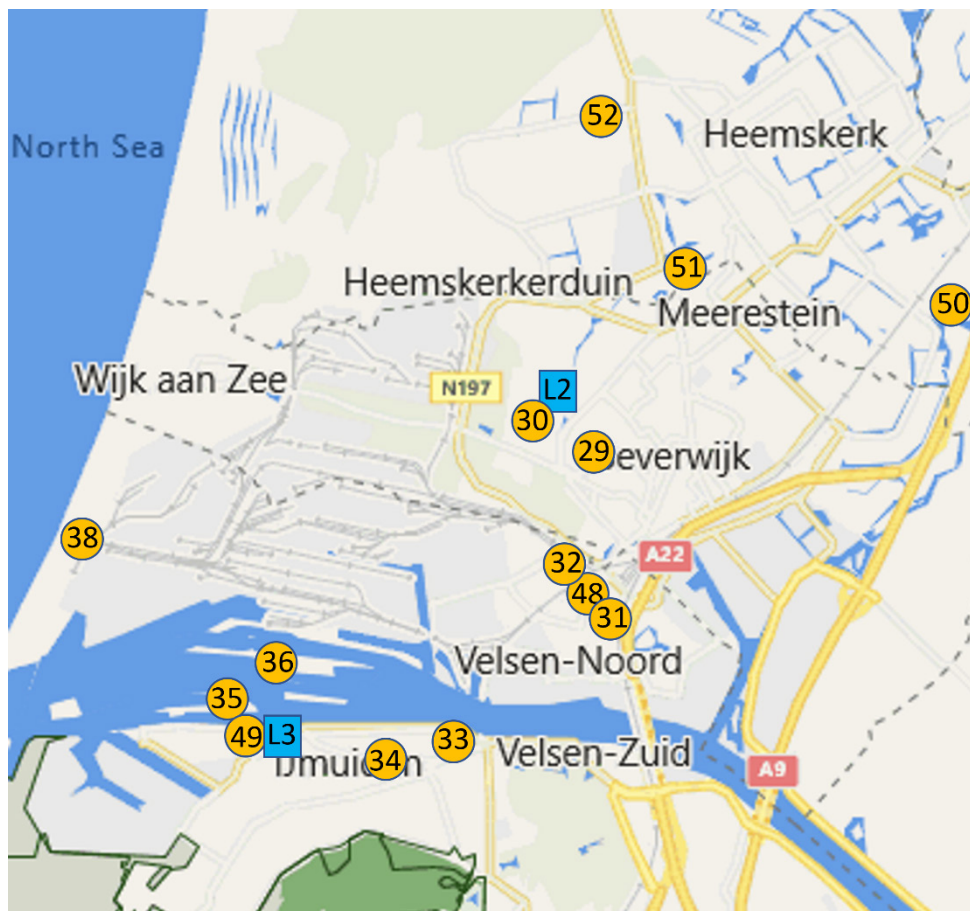 52
Heemskerk
North Sea
51
Heemskerkerduin
50
Meerestein
Wijk aan Zee
N197
L2
30
29
everwijk
38
32
A22
48
31
36
Velsen-Noord
35
49
L3
33
34
Velsen-Zuid
A9